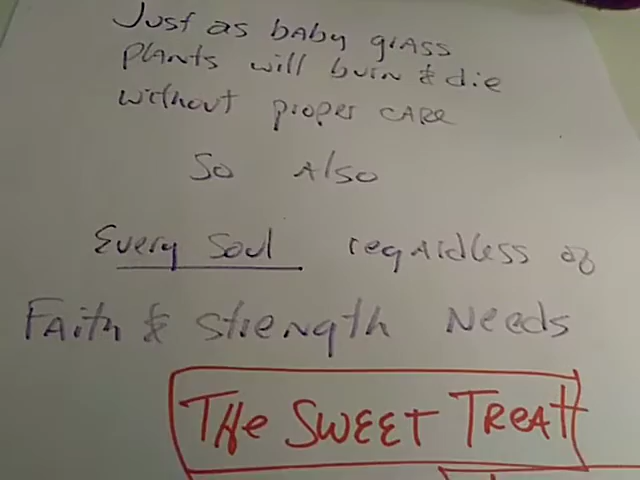 Just as baby grass
plants will burn & die
without proper care
So Also
Every Soul regardless of
Faith & Strength Needs
THE SWEET TREAT